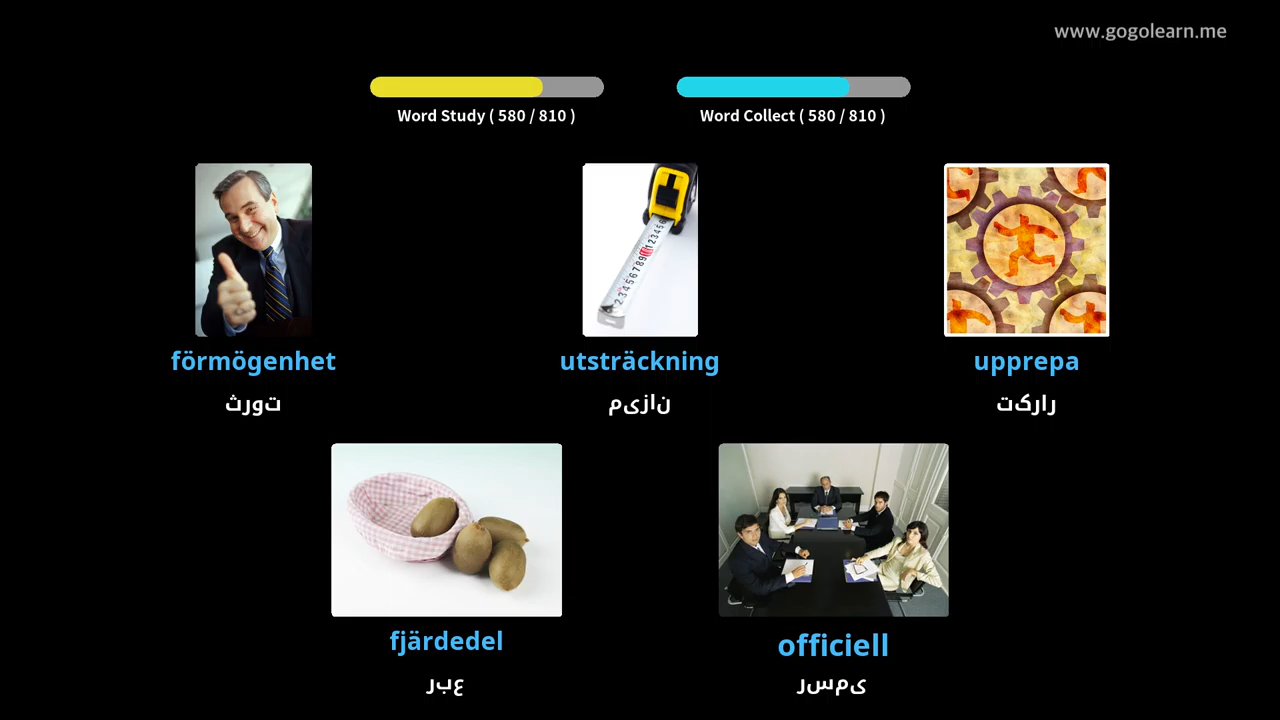 www.gogolearn.me
Word Study ( 580 / 810 )
Word Collect ( 580 / 810 )
förmögenhet
ثروت
utsträckning
میزان
upprepa
تکرار
fjärdedel
ربع
officiell
رسمی